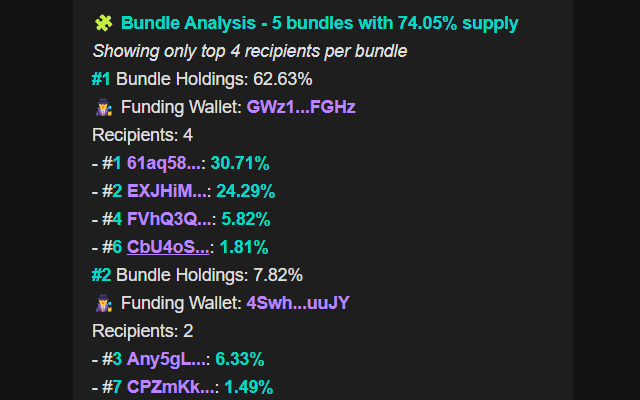 🧩 Bundle Analysis - 5 bundles with 74.05% supply
Showing only top 4 recipients per bundle
#1 Bundle Holdings: 62.63%
Funding Wallet: GWz1...FGHz
Recipients: 4
- #1 61aq58...: 30.71%
- #2 EXJHiM...: 24.29%
- #4 FVhQ3Q...: 5.82%
- #6 CbU4oS...: 1.81%
#2 Bundle Holdings: 7.82%
Funding Wallet: 4Swh...uuJY
Recipients: 2
- #3 Any5gL...: 6.33%
- #7 CPZmKk...: 1.49%